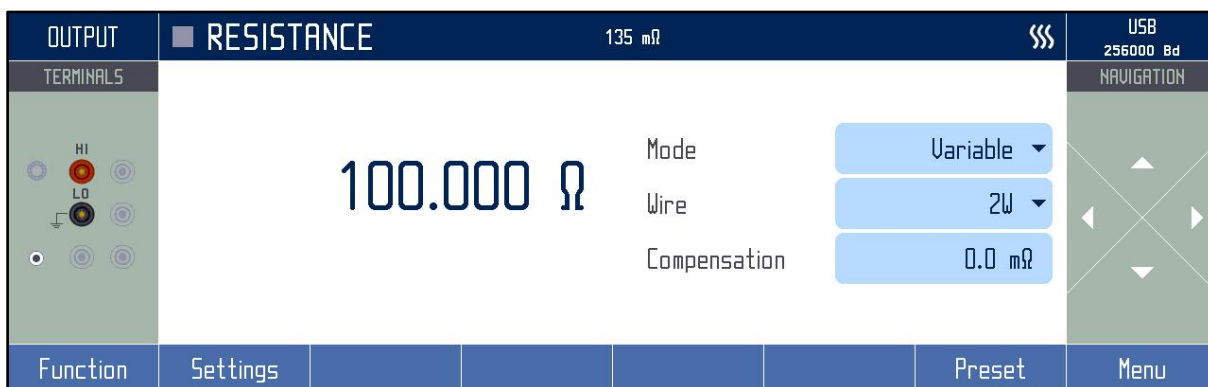 OUTPUT
RESISTANCE
135 mΩ
USB
256000 Bd
TERMINALS
NAVIGATION
HI
LO
100.000 Ω
Mode
Variable
Wire
2W
Compensation
0.0 mΩ
Function
Settings
Preset
Menu